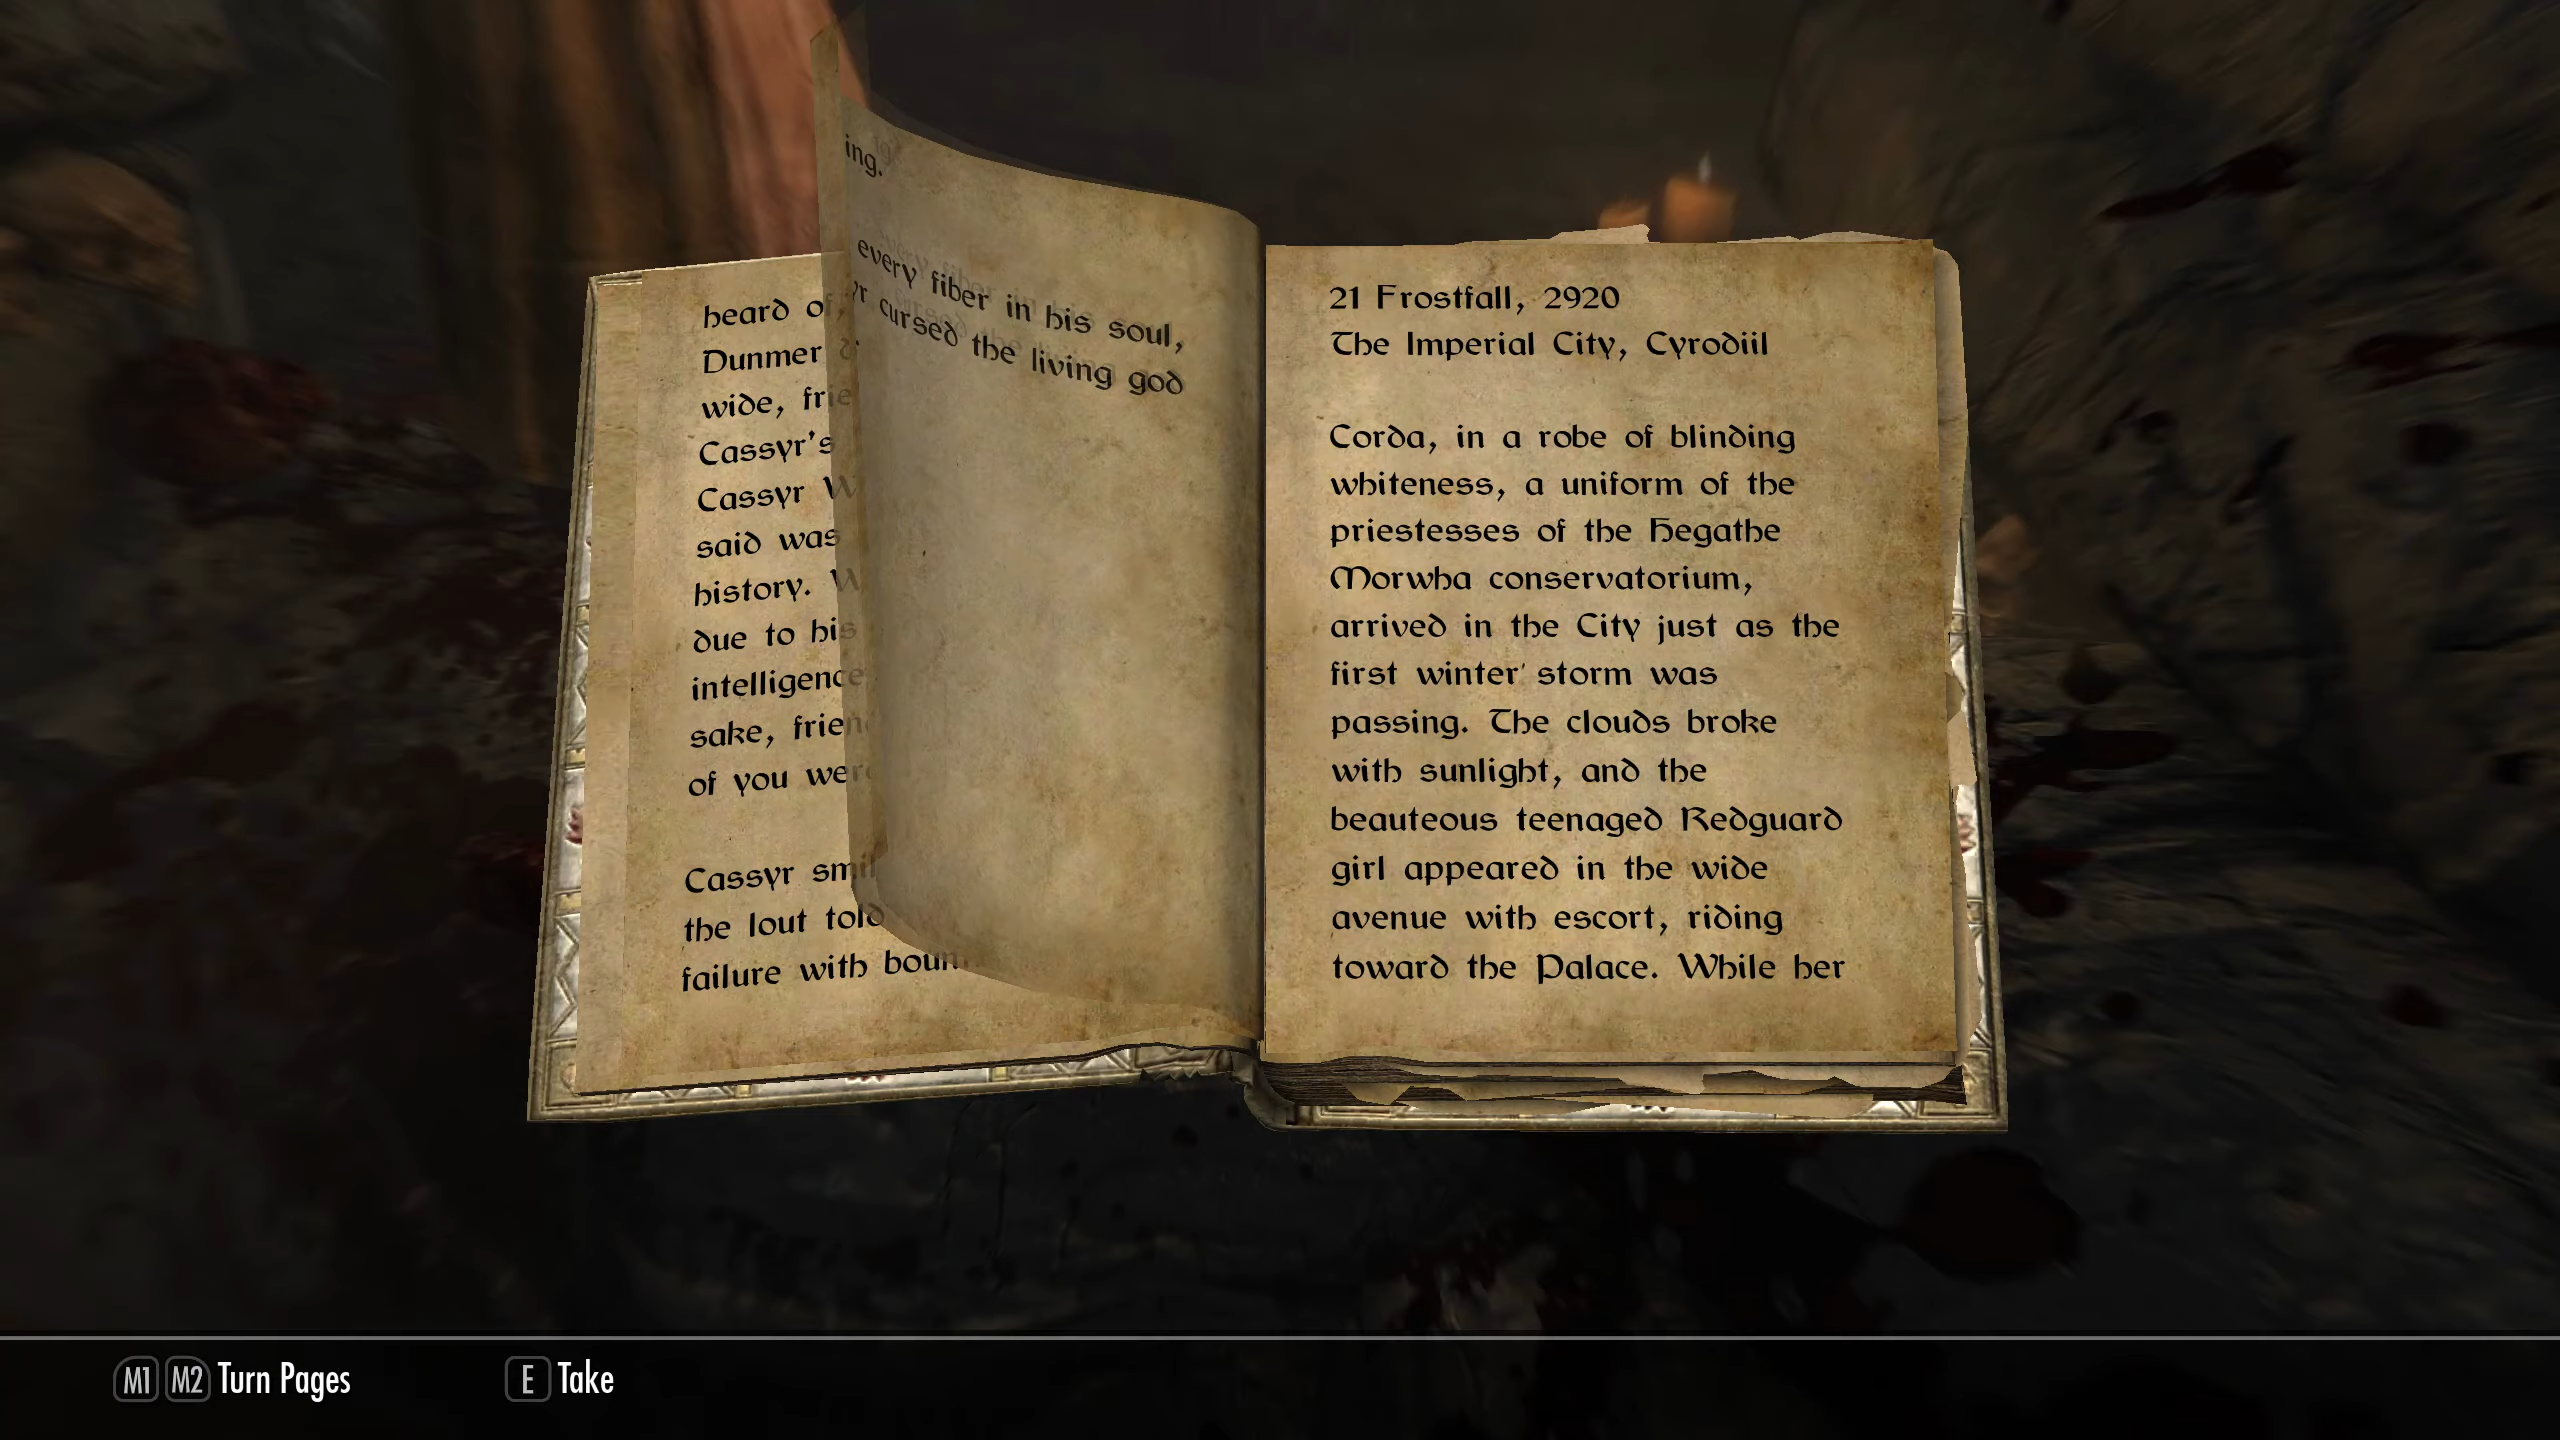 heard of,
Dunmer
wide,
Cassyr's
Cassyr
said was
history.
due to his
intelligence
sake,
of you were
Cassyr
the lout told
failure with
ing.
every fiber in his soul,
cursed the living god
21 Frostfall, 2920
The Imperial City, Cyrodiil
Corda, in a robe of blinding
whiteness, a uniform of the
priestesses of the Hegathe
Morwha conservatorium,
arrived in the City just as the
first winter storm was
passing. The clouds broke
with sunlight, and the
beauteous teenaged Redguard
girl appeared in the wide
avenue with escort, riding
toward the Palace. While her
M1 M2 Turn Pages
E Take